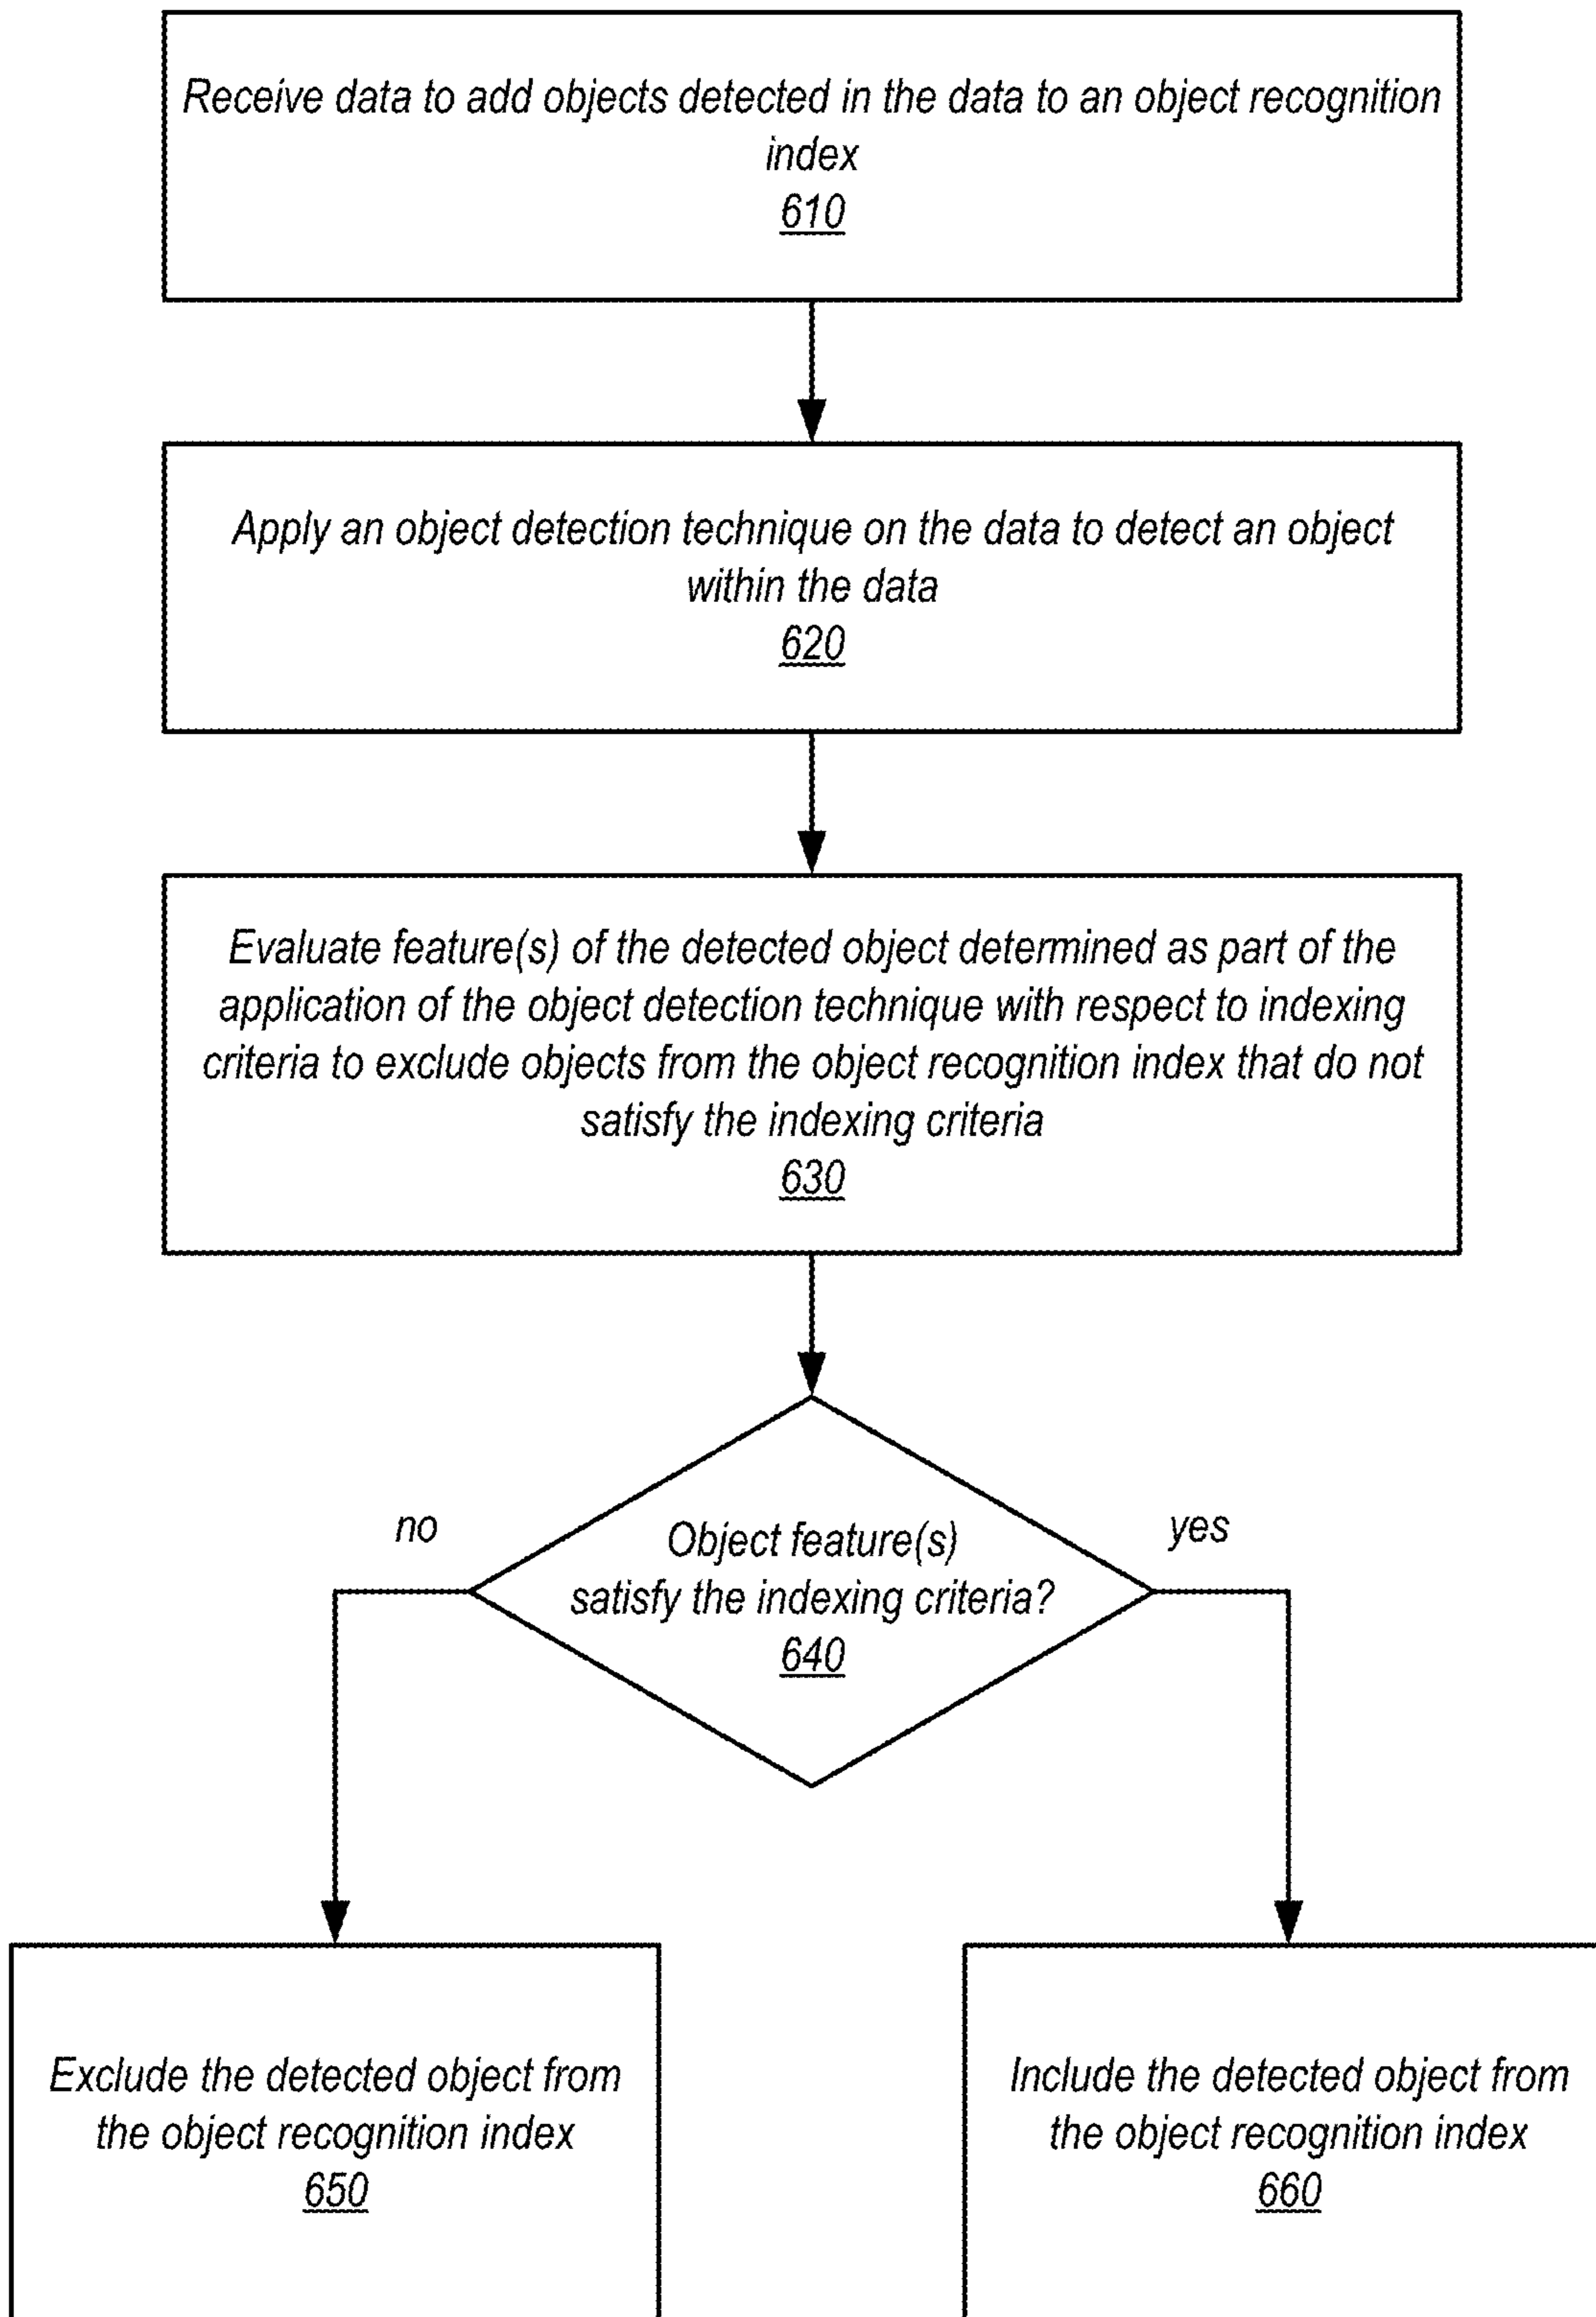 Receive data to add objects detected in the data to an object recognition
index
610
Apply an object detection technique on the data to detect an object
within the data
620
Evaluate feature(s) of the detected object determined as part of the
application of the object detection technique with respect to indexing
criteria to exclude objects from the object recognition index that do not
satisfy the indexing criteria
630
no
yes
Object feature(s)
satisfy the indexing criteria?
640
Exclude the detected object from
the object recognition index
650
Include the detected object from
the object recognition index
660